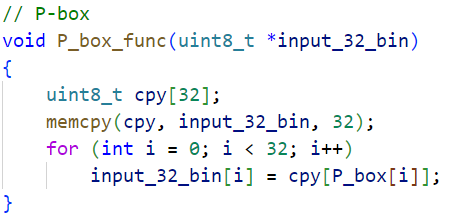 // P-box
void P_box_func(uint8_t *input_32_bin)
{
    uint8_t cpy[32];
    memcpy(cpy, input_32_bin, 32);
    for (int i = 0; i < 32; i++)
        input_32_bin[i] = cpy[P_box[i]];
}